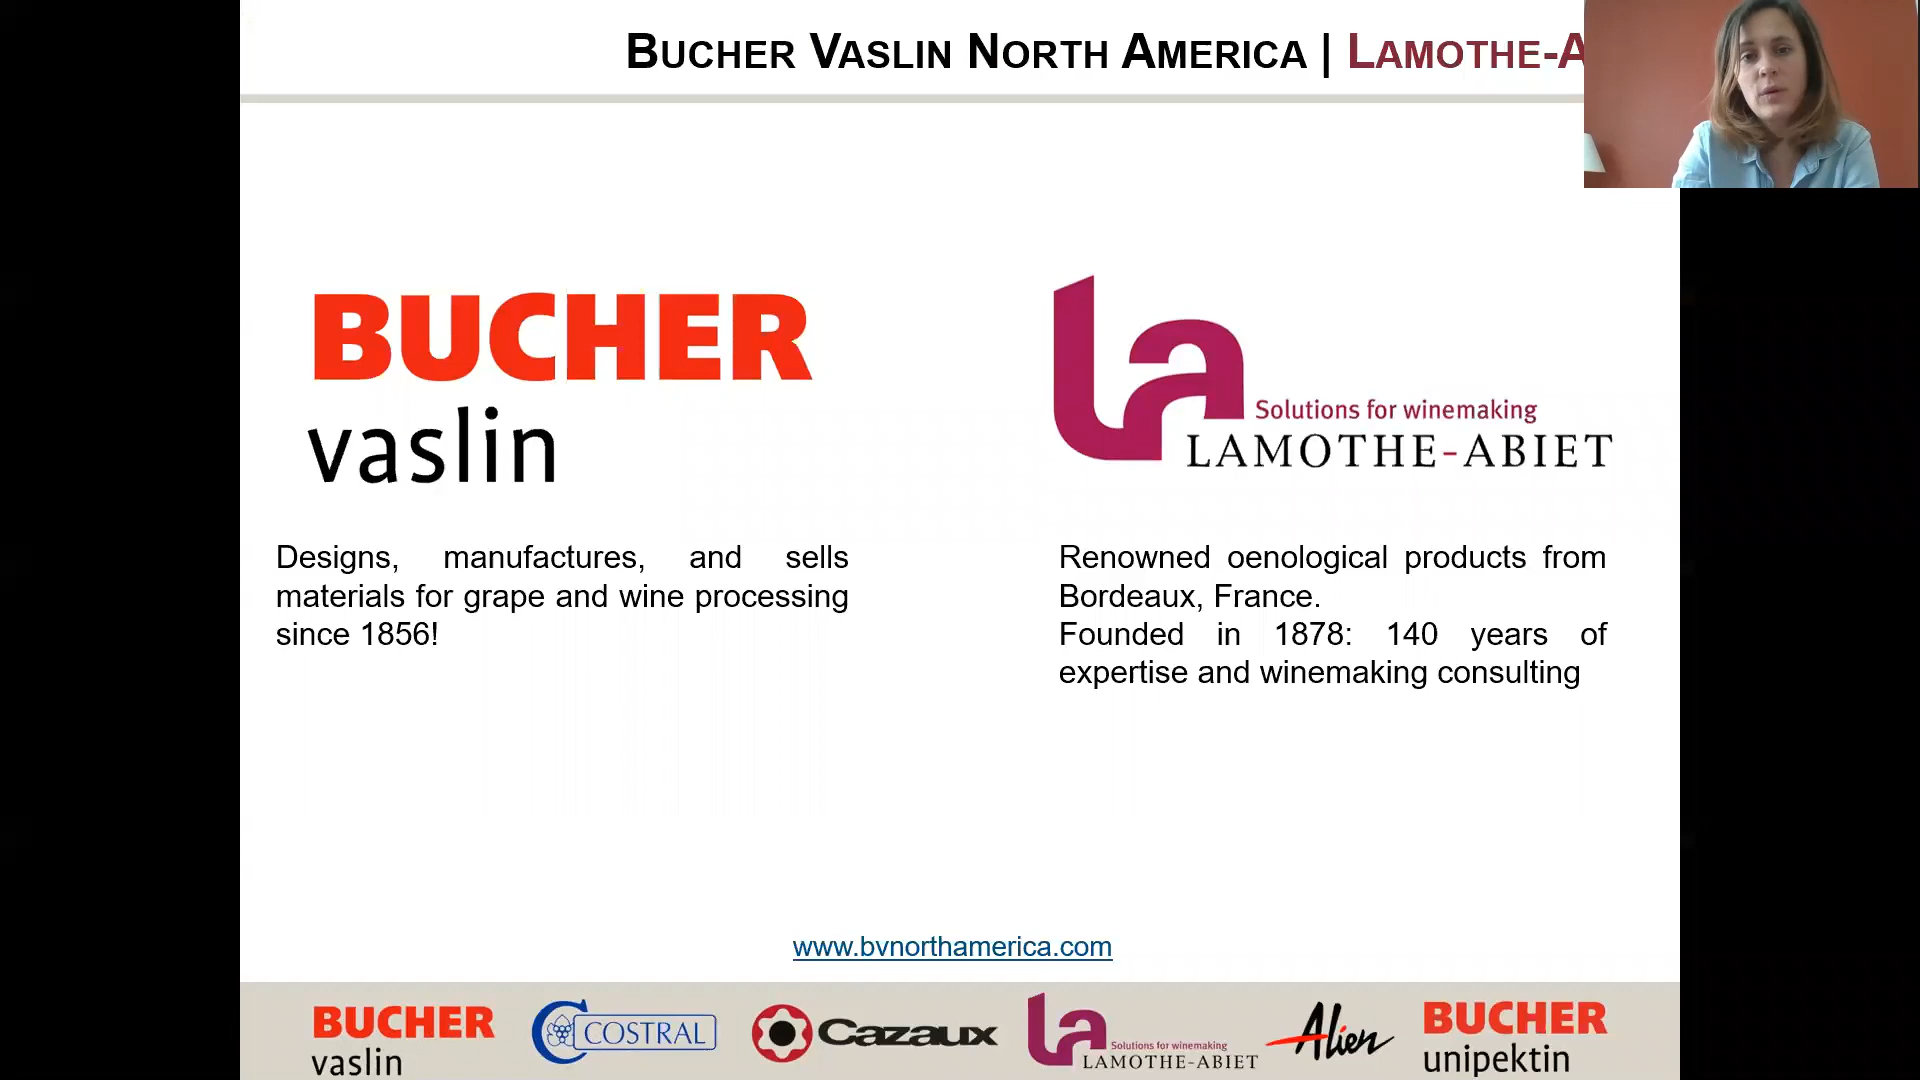 BUCHER VASLIN NORTH AMERICA | LAMOTHE-A
BUCHER
vaslin
la
Solutions for winemaking
LAMOTHE-ABIET
Designs, manufactures, and sells
materials for grape and wine processing
since 1856!
Renowned oenological products from
Bordeaux, France.
Founded in 1878: 140 years of
expertise and winemaking consulting
www.bvnorthamerica.com
BUCHER
vaslin
COSTRAL
Cazaux
la
Solutions for winemaking
LAMOTHE-ABIET
Alien
BUCHER
unipektin